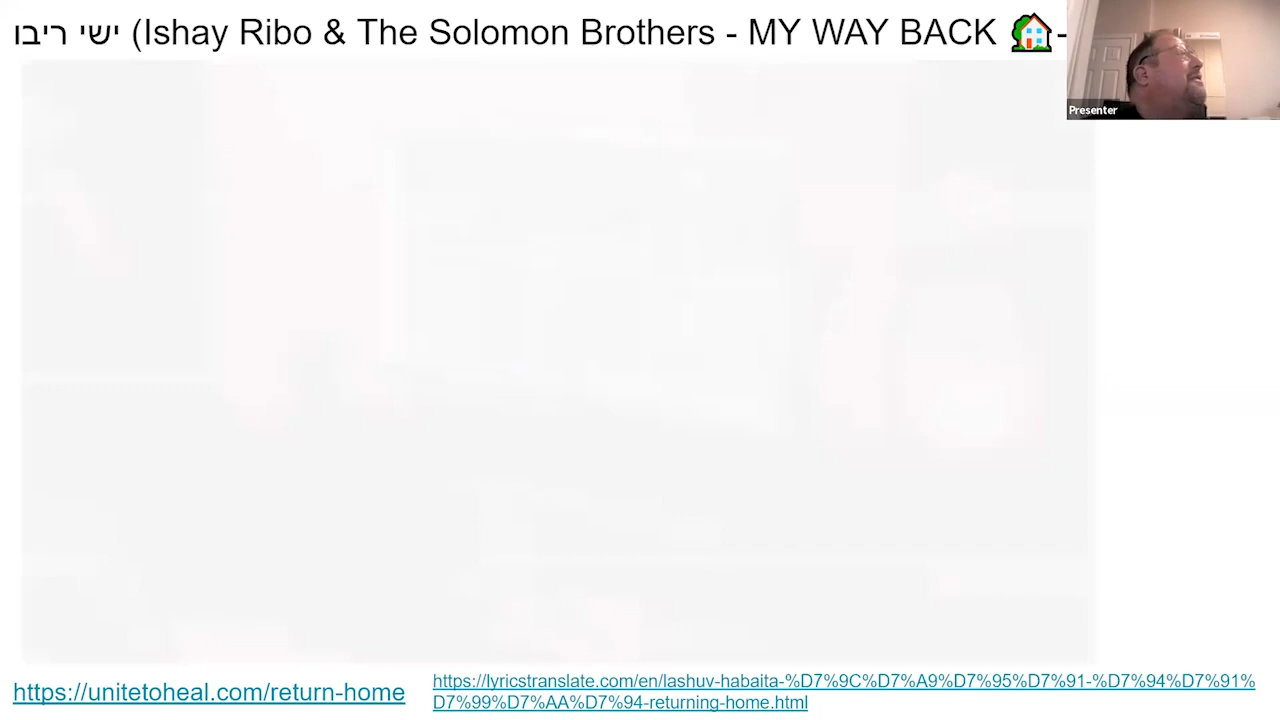 ישי ריבו (Ishay Ribo & The Solomon Brothers - MY WAY BACK 🏡-
Presenter
https://unitetoheal.com/return-home
https://lyricstranslate.com/en/lashuv-habaita-%D7%9C%D7%A9%D7%95%D7%91-%D7%94%D7%91%
D7%99%D7%AA%D7%94-returning-home.html